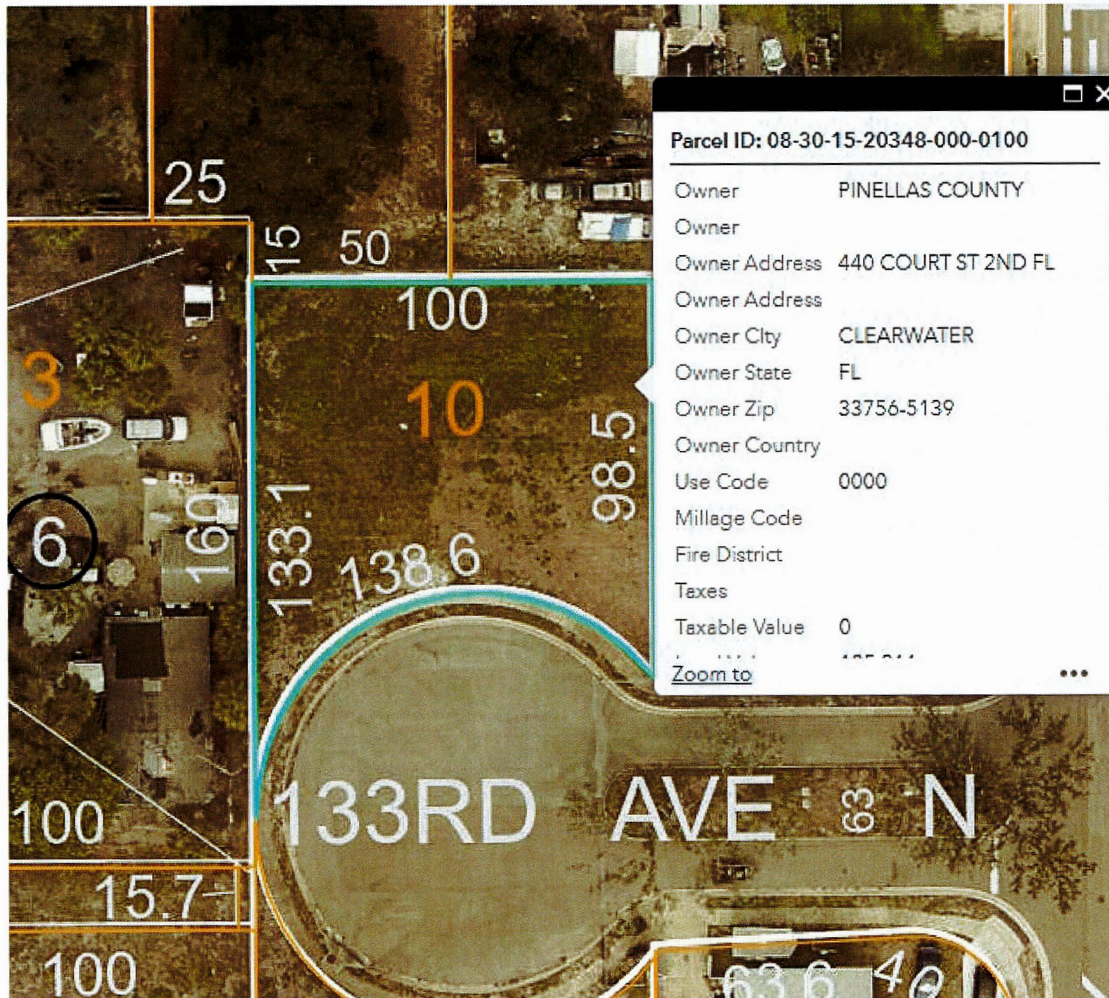 25
15
50
100
3
10
98.5
133.1
160
138.6
6
133RD AVE N
63
100
15.7
100
63.6
40
Parcel ID: 08-30-15-20348-000-0100
Owner PINELLAS COUNTY
Owner
Owner Address 440 COURT ST 2ND FL
Owner Address
Owner City CLEARWATER
Owner State FL
Owner Zip 33756-5139
Owner Country
Use Code 0000
Millage Code
Fire District
Taxes
Taxable Value 0
Zoom to